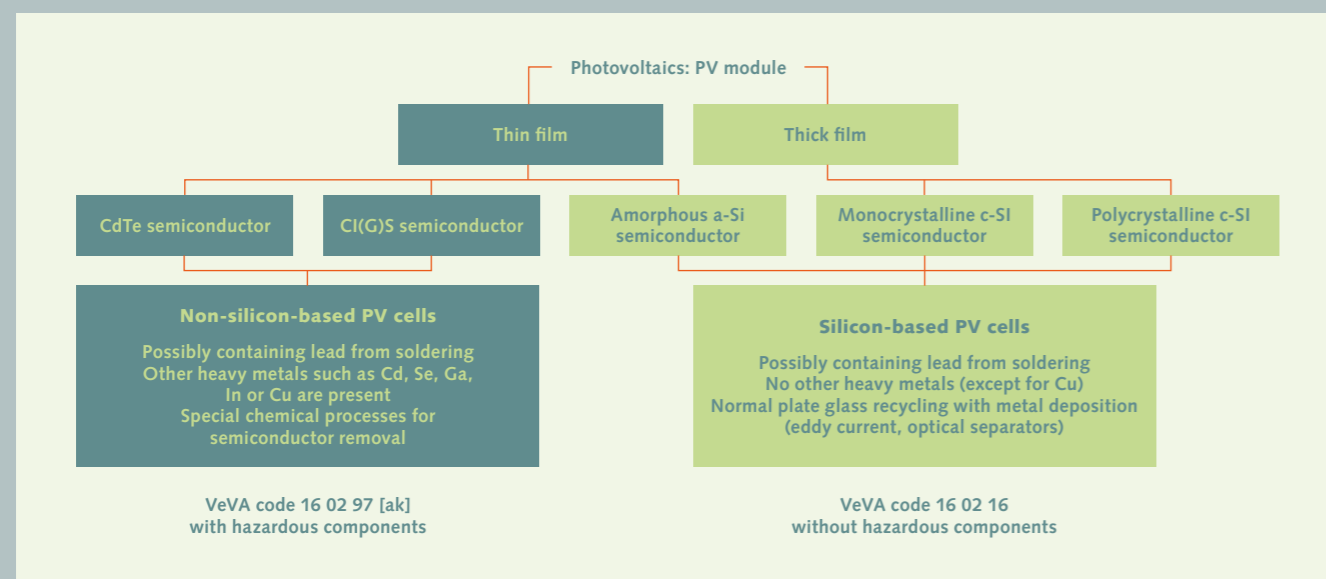 Photovoltaics: PV module
Thin film
Thick film
CdTe semiconductor
CI(G)S semiconductor
Amorphous a-Si
semiconductor
Monocrystalline c-SI
semiconductor
Polycrystalline c-SI
semiconductor
Non-silicon-based PV cells
Possibly containing lead from soldering
Other heavy metals such as Cd, Se, Ga,
In or Cu are present
Special chemical processes for
semiconductor removal
Silicon-based PV cells
Possibly containing lead from soldering
No other heavy metals (except for Cu)
Normal plate glass recycling with metal deposition
(eddy current, optical separators)
VeVA code 16 02 97 [ak]
with hazardous components
VeVA code 16 02 16
without hazardous components